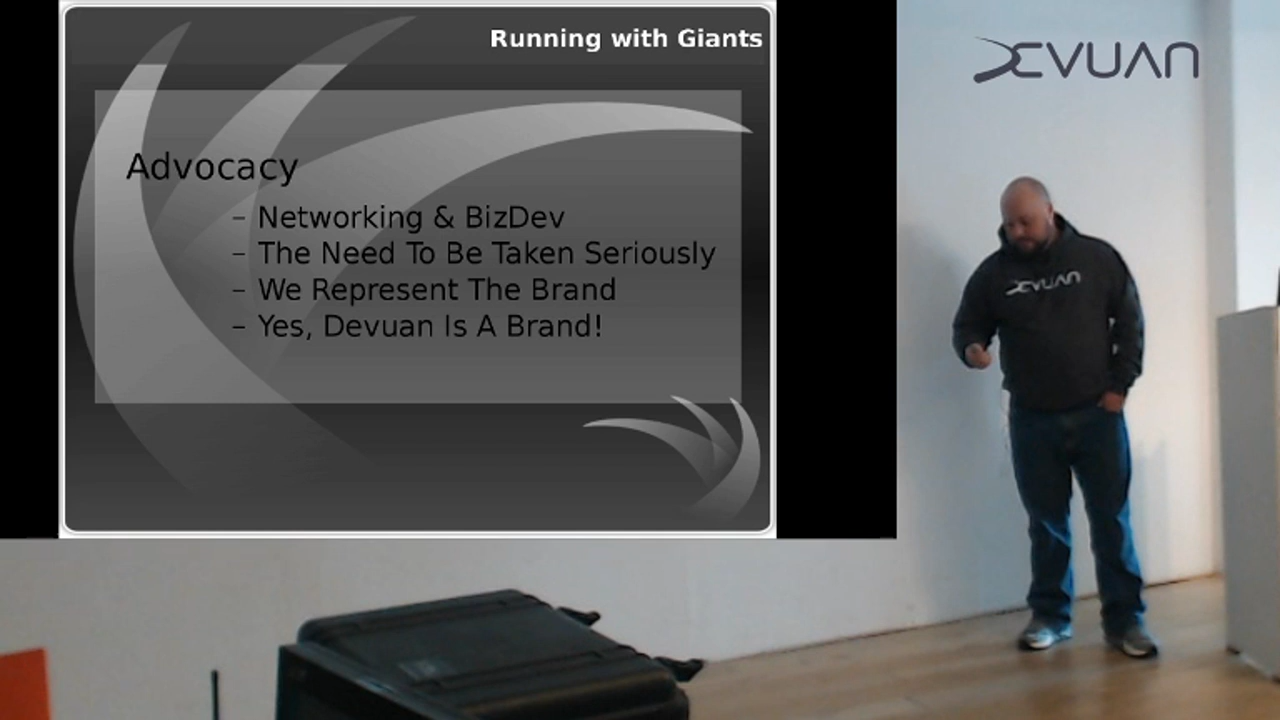 Running with Giants
DEVUAN
Advocacy
– Networking & BizDev
– The Need To Be Taken Seriously
– We Represent The Brand
– Yes, Devuan Is A Brand!
DEVUAN